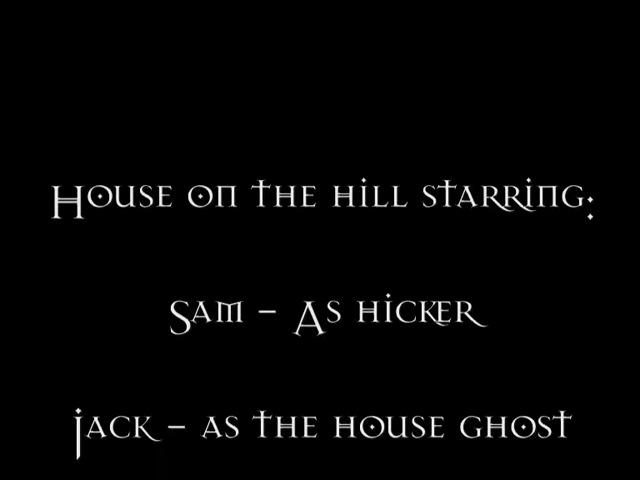 House on the hill starring:
Sam - As hicker
Jack - as the house ghost